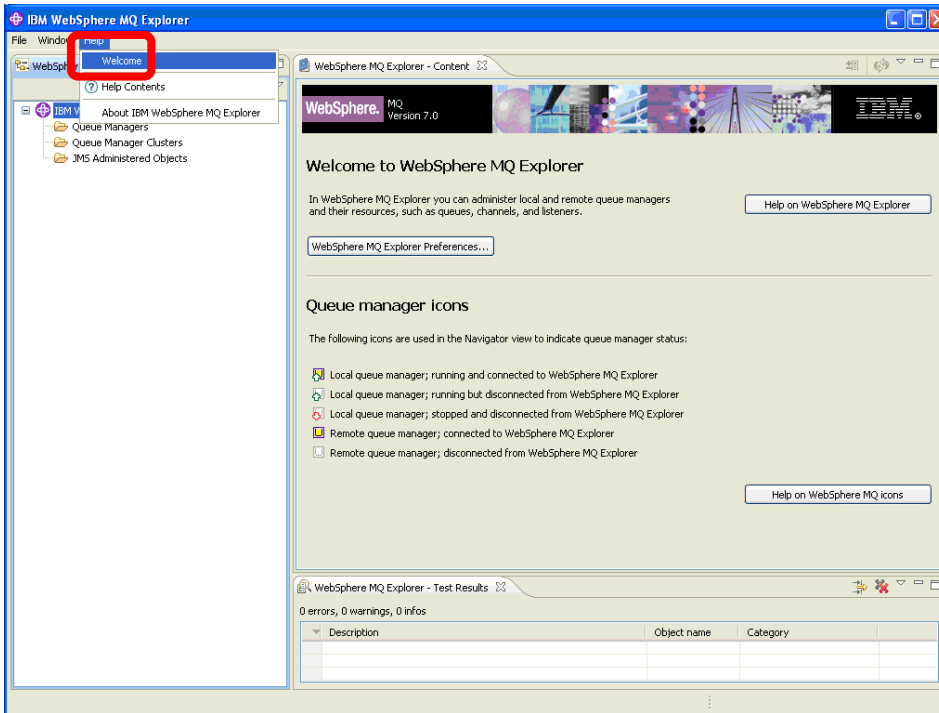 IBM WebSphere MQ Explorer
File Window Help
Welcome
Help Contents
About IBM WebSphere MQ Explorer
IBM
Queue Managers
Queue Manager Clusters
JMS Administered Objects
WebSphere MQ Explorer - Content
WebSphere. MQ
Version 7.0
IBM
Welcome to WebSphere MQ Explorer
In WebSphere MQ Explorer you can administer local and remote queue managers
and their resources, such as queues, channels, and listeners.
Help on WebSphere MQ Explorer
WebSphere MQ Explorer Preferences...
Queue manager icons
The following icons are used in the Navigator view to indicate queue manager status:
Local queue manager; running and connected to WebSphere MQ Explorer
Local queue manager; running but disconnected from WebSphere MQ Explorer
Local queue manager; stopped and disconnected from WebSphere MQ Explorer
Remote queue manager; connected to WebSphere MQ Explorer
Remote queue manager; disconnected from WebSphere MQ Explorer
Help on WebSphere MQ icons
WebSphere MQ Explorer - Test Results
0 errors, 0 warnings, 0 infos
Description Object name Category